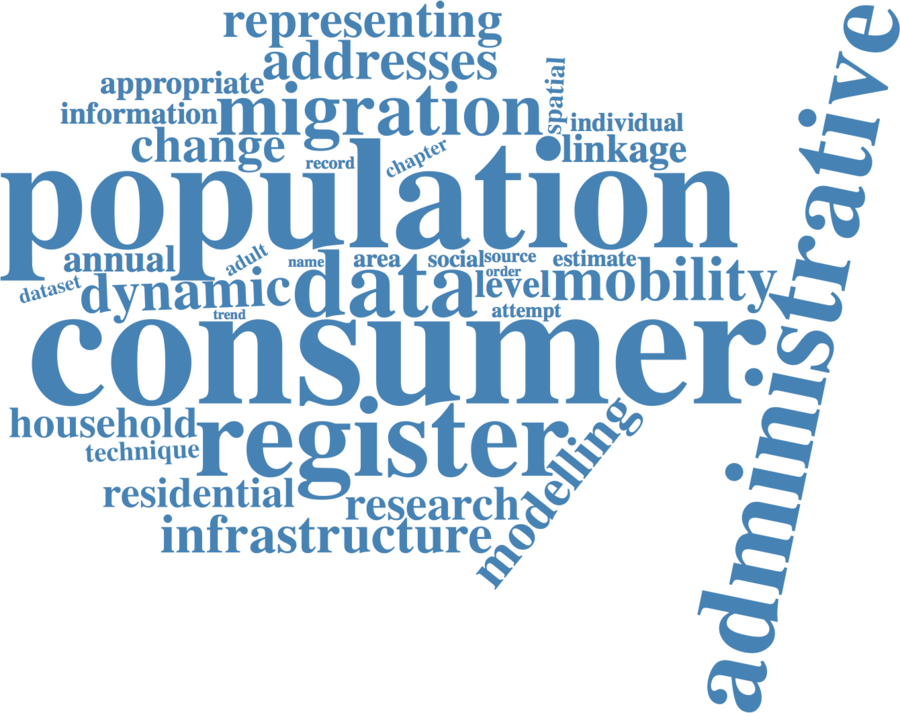 representing
addresses
appropriate
information
migration
spatial
individual
change
record
chapter
linkage
population
administrative
annual
adult
name
area
social
source
order
estimate
dataset
dynamic
data
level
mobility
trend
attempt
consumer
household
technique
register
modelling
residential
research
infrastructure